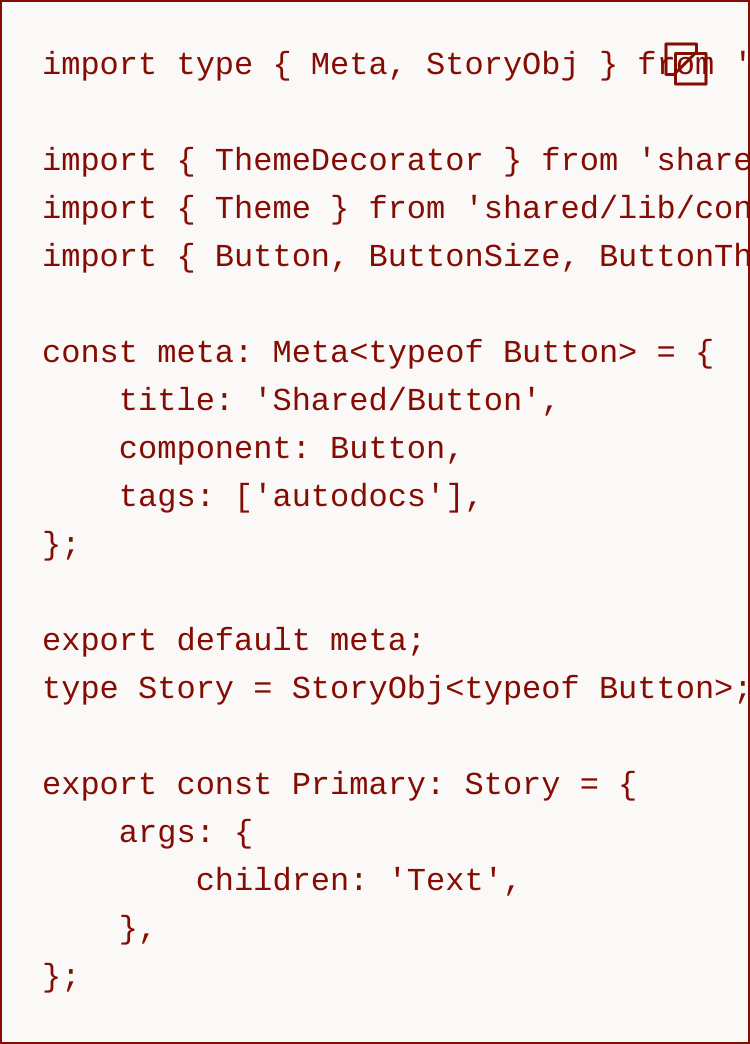 import type { Meta, StoryObj } from '
import { ThemeDecorator } from 'share
import { Theme } from 'shared/lib/con
import { Button, ButtonSize, ButtonTh
const meta: Meta<typeof Button> = {
    title: 'Shared/Button',
    component: Button,
    tags: ['autodocs'],
};
export default meta;
type Story = StoryObj<typeof Button>;
export const Primary: Story = {
    args: {
        children: 'Text',
    },
};